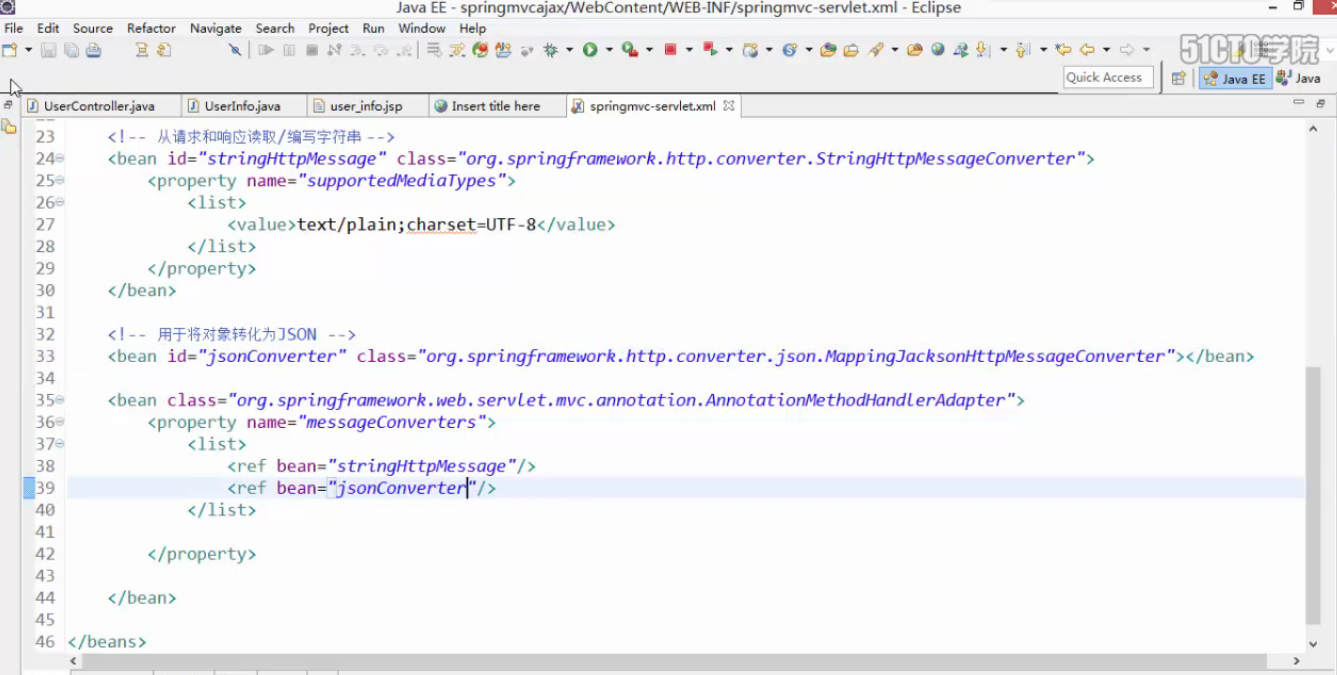 Java EE - springmvcajax/WebContent/WEB-INF/springmvc-servlet.xml - Eclipse
File Edit Source Refactor Navigate Search Project Run Window Help
51CTO学院
Quick Access Java EE Java
UserController.java UserInfo.java user_info.jsp Insert title here springmvc-servlet.xml
23 <!-- 从请求和响应读取/编写字符串 -->
24 <bean id="stringHttpMessage" class="org.springframework.http.converter.StringHttpMessageConverter">
25 <property name="supportedMediaTypes">
26 <list>
27 <value>text/plain;charset=UTF-8</value>
28 </list>
29 </property>
30 </bean>
31
32 <!-- 用于将对象转化为JSON -->
33 <bean id="jsonConverter" class="org.springframework.http.converter.json.MappingJacksonHttpMessageConverter"></bean>
34
35 <bean class="org.springframework.web.servlet.mvc.annotation.AnnotationMethodHandlerAdapter">
36 <property name="messageConverters">
37 <list>
38 <ref bean="stringHttpMessage"/>
39 <ref bean="jsonConverter"/>
40 </list>
41
42 </property>
43
44 </bean>
45
46 </beans>